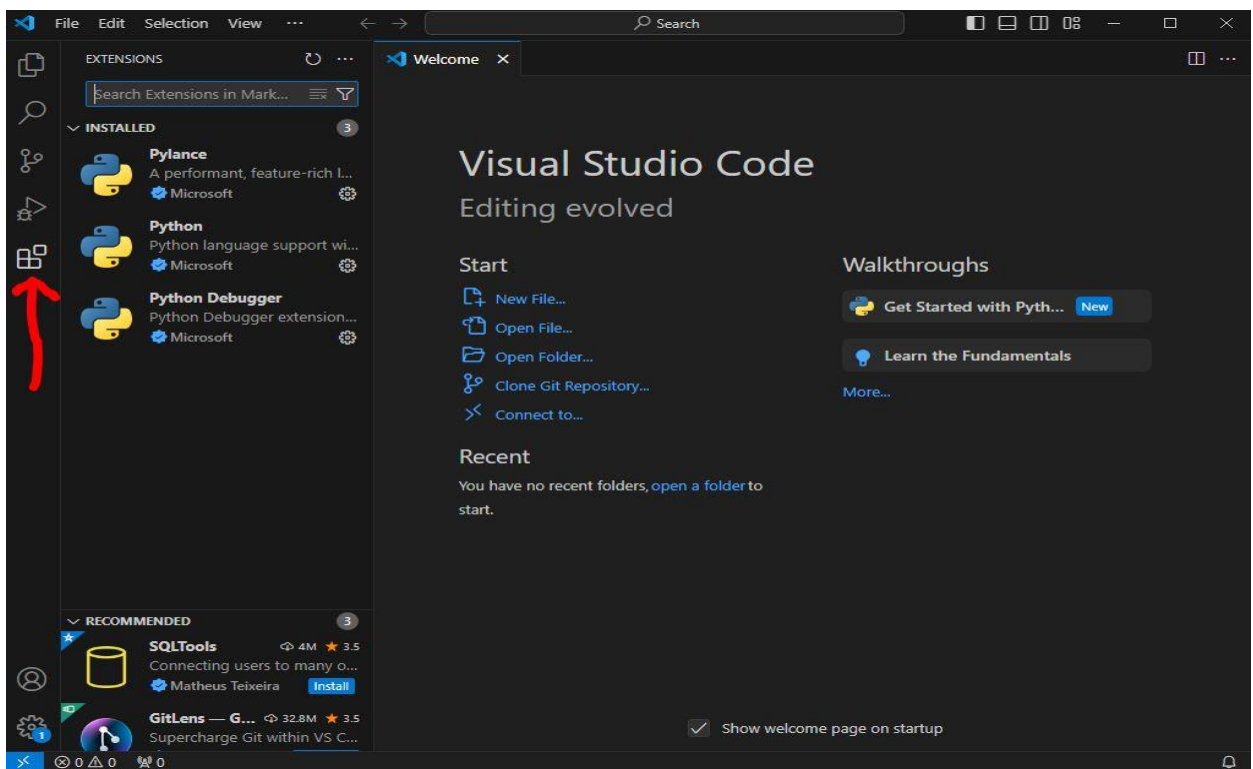 File Edit Selection View ... Search
EXTENSIONS
Welcome
Search Extensions in Mark...
INSTALLED 3
Pylance
A performant, feature-rich l...
Microsoft
Python
Python language support wi...
Microsoft
Python Debugger
Python Debugger extension...
Microsoft
RECOMMENDED 3
SQLTools 4M 3.5
Connecting users to many o...
Matheus Teixeira Install
GitLens — G... 32.8M 3.5
Supercharge Git within VS C...
1
Visual Studio Code
Editing evolved
Start
New File...
Open File...
Open Folder...
Clone Git Repository...
Connect to...
Recent
You have no recent folders, open a folder to
start.
Walkthroughs
Get Started with Pyth... New
Learn the Fundamentals
More...
Show welcome page on startup
0 0 0